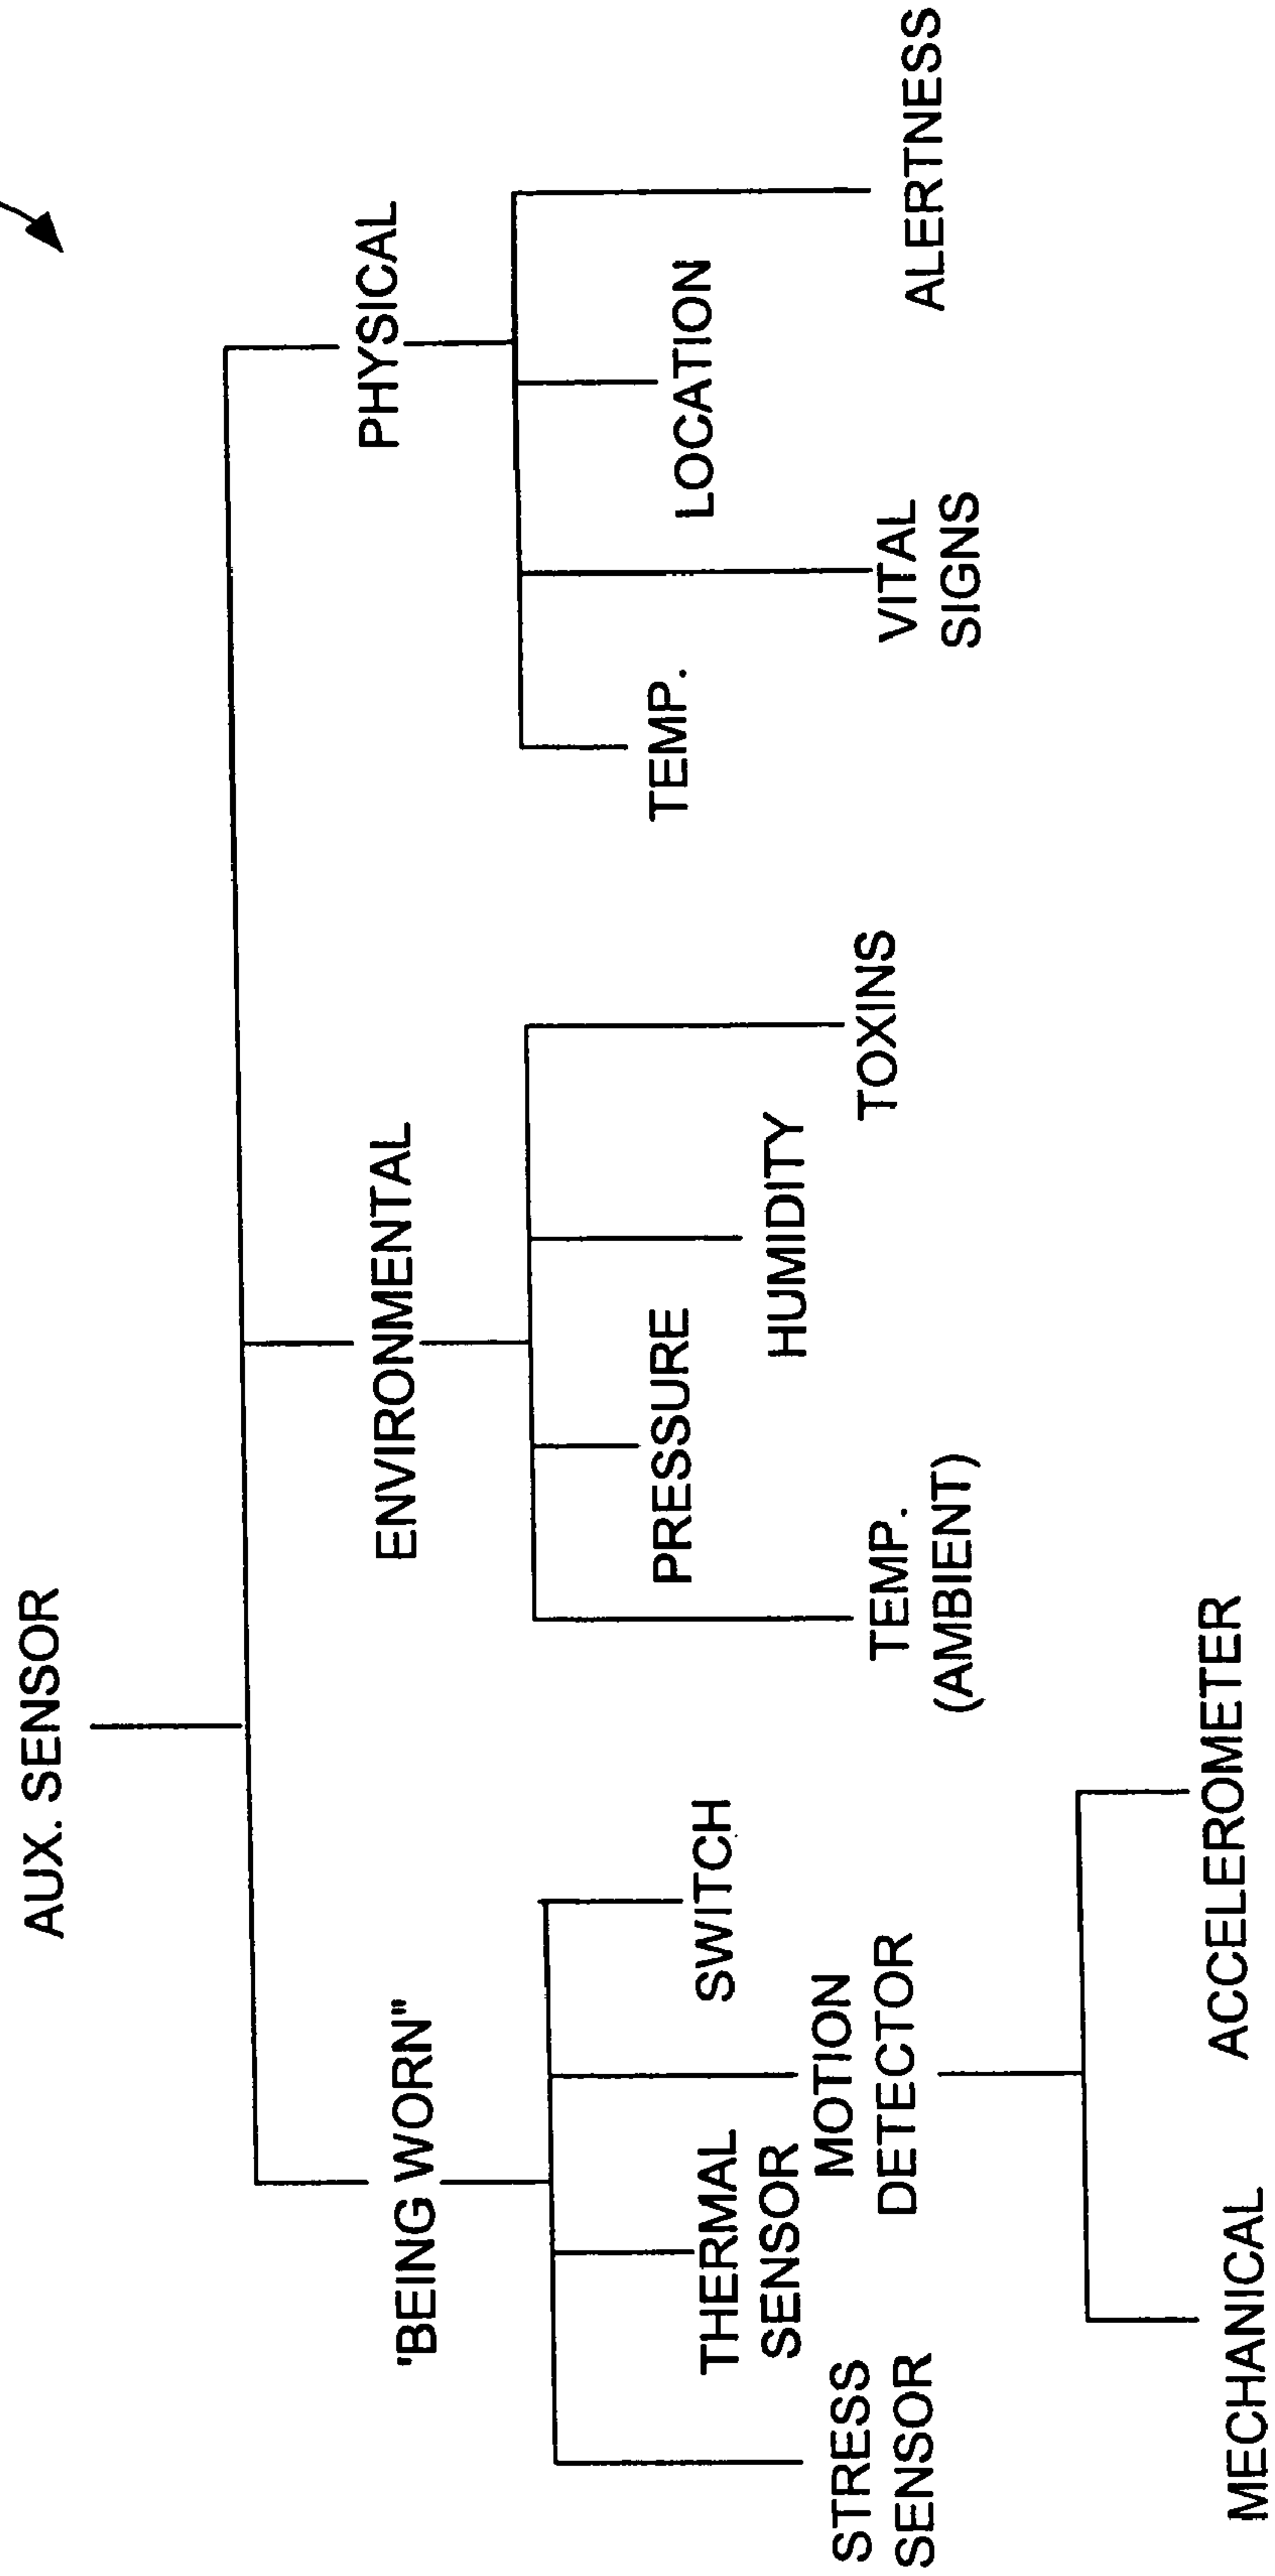 AUX. SENSOR
'BEING WORN"
ENVIRONMENTAL
PHYSICAL
STRESS
SENSOR
THERMAL
SENSOR
MOTION
DETECTOR
SWITCH
TEMP.
(AMBIENT)
PRESSURE
HUMIDITY
TOXINS
TEMP.
VITAL
SIGNS
LOCATION
ALERTNESS
MECHANICAL
ACCELEROMETER